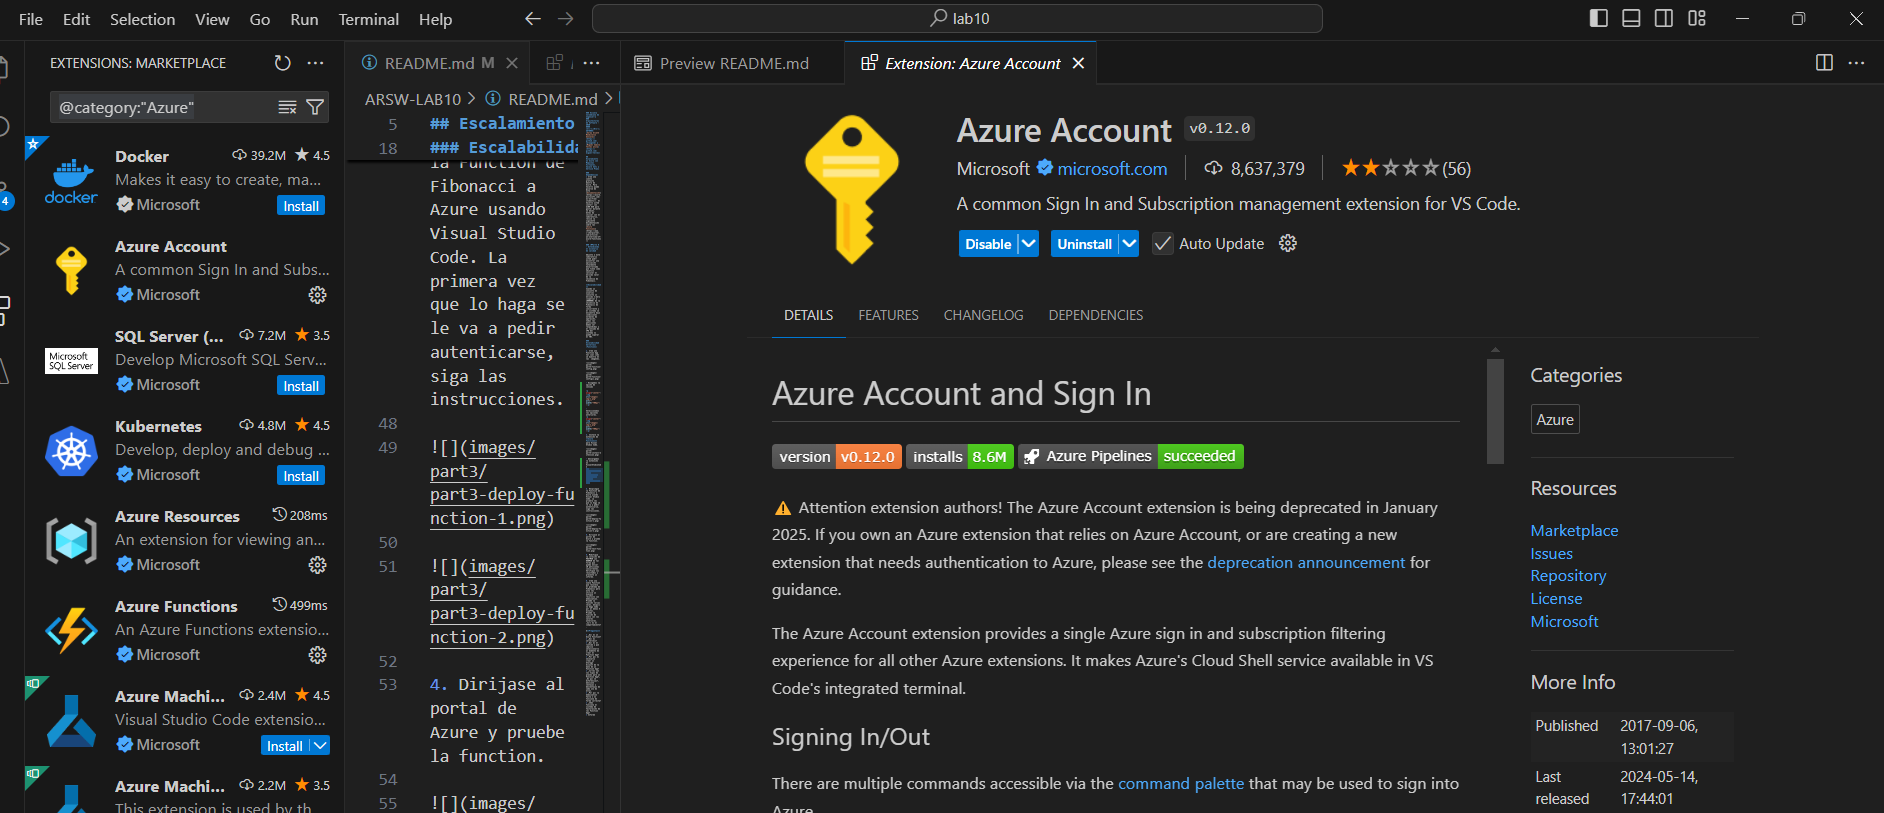 File Edit Selection View Go Run Terminal Help
lab10
EXTENSIONS: MARKETPLACE
@category:"Azure"
4
Docker 39.2M 4.5
Makes it easy to create, ma...
Microsoft Install
docker
Azure Account
A common Sign In and Subs...
Microsoft
SQL Server (... 7.2M 3.5
Develop Microsoft SQL Serv...
Microsoft Install
Microsoft
SQL Server
Kubernetes 4.8M 4.5
Develop, deploy and debug ...
Microsoft Install
Azure Resources 208ms
An extension for viewing an...
Microsoft
Azure Functions 499ms
An Azure Functions extensio...
Microsoft
Azure Machi... 2.4M 4.5
Visual Studio Code extensio...
Microsoft Install
Azure Machi... 2.2M 3.5
This extension is used by th
README.md M
ARSW-LAB10 > README.md >
5 ## Escalamiento
18 ### Escalabilida
la Function de
Fibonacci a
Azure usando
Visual Studio
Code. La
primera vez
que lo haga se
le va a pedir
autenticarse,
siga las
instrucciones.
48
49 ![](images/
part3/
part3-deploy-fu
nction-1.png)
50
51 ![](images/
part3/
part3-deploy-fu
nction-2.png)
52
53 4. Dirijase al
portal de
Azure y pruebe
la function.
54
55 ![](images/
Preview README.md
Extension: Azure Account
Azure Account v0.12.0
Microsoft microsoft.com 8,637,379 (56)
A common Sign In and Subscription management extension for VS Code.
Disable Uninstall Auto Update
DETAILS FEATURES CHANGELOG DEPENDENCIES
Azure Account and Sign In
version v0.12.0 installs 8.6M Azure Pipelines succeeded
Attention extension authors! The Azure Account extension is being deprecated in January
2025. If you own an Azure extension that relies on Azure Account, or are creating a new
extension that needs authentication to Azure, please see the deprecation announcement for
guidance.
The Azure Account extension provides a single Azure sign in and subscription filtering
experience for all other Azure extensions. It makes Azure's Cloud Shell service available in VS
Code's integrated terminal.
Signing In/Out
There are multiple commands accessible via the command palette that may be used to sign into
Azure.
Categories
Azure
Resources
Marketplace
Issues
Repository
License
Microsoft
More Info
Published 2017-09-06,
13:01:27
Last 2024-05-14,
released 17:44:01